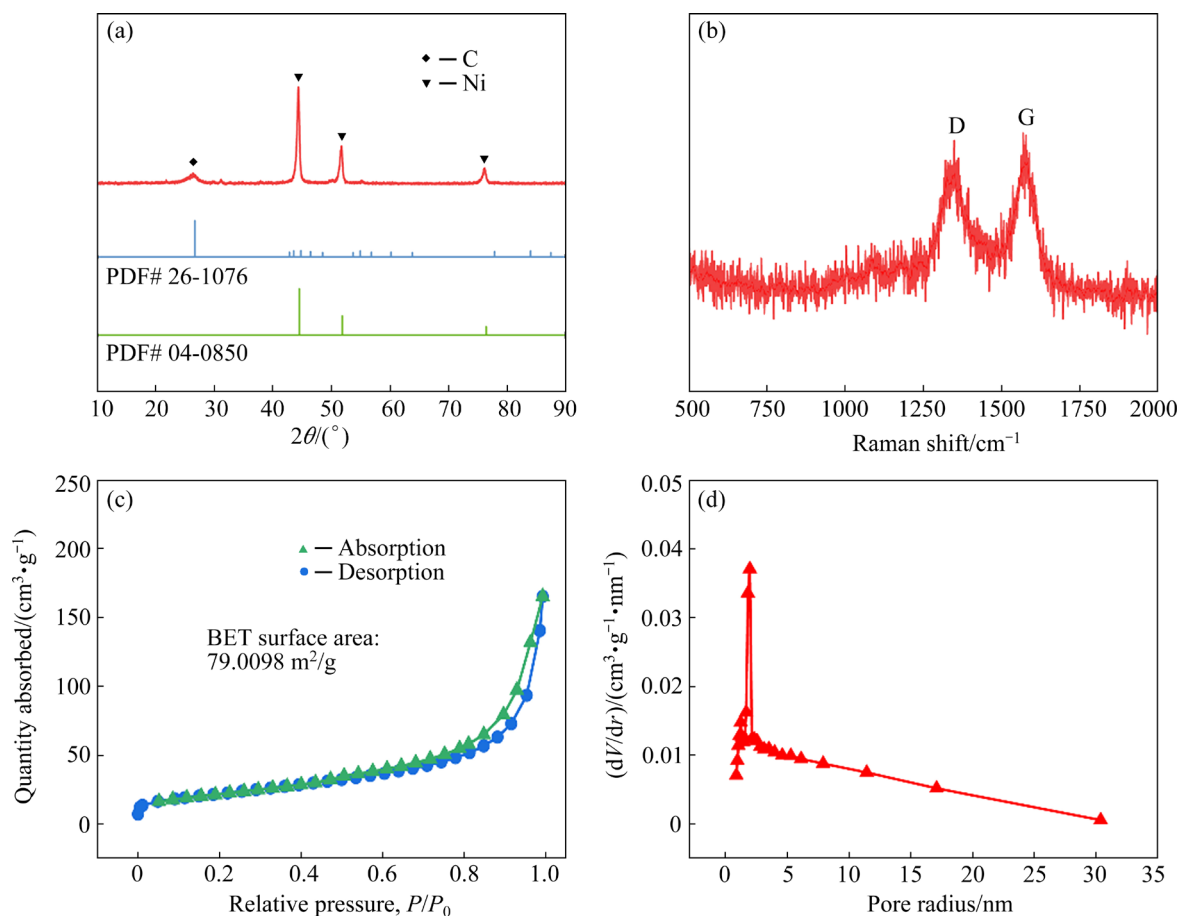 (a)
◆ — C
▼ — Ni
PDF# 26-1076
PDF# 04-0850
10 20 30 40 50 60 70 80 90
2θ/(°)
(b)
D G
500 750 1000 1250 1500 1750 2000
Raman shift/cm⁻¹
(c)
250
200
150
100
50
0
Quantity absorbed/(cm³•g⁻¹)
▲ — Absorption
● — Desorption
BET surface area:
79.0098 m²/g
0 0.2 0.4 0.6 0.8 1.0
Relative pressure, P/P₀
(d)
0.05
0.04
0.03
0.02
0.01
0
(dV/dr)/(cm³•g⁻¹•nm⁻¹)
0 5 10 15 20 25 30 35
Pore radius/nm